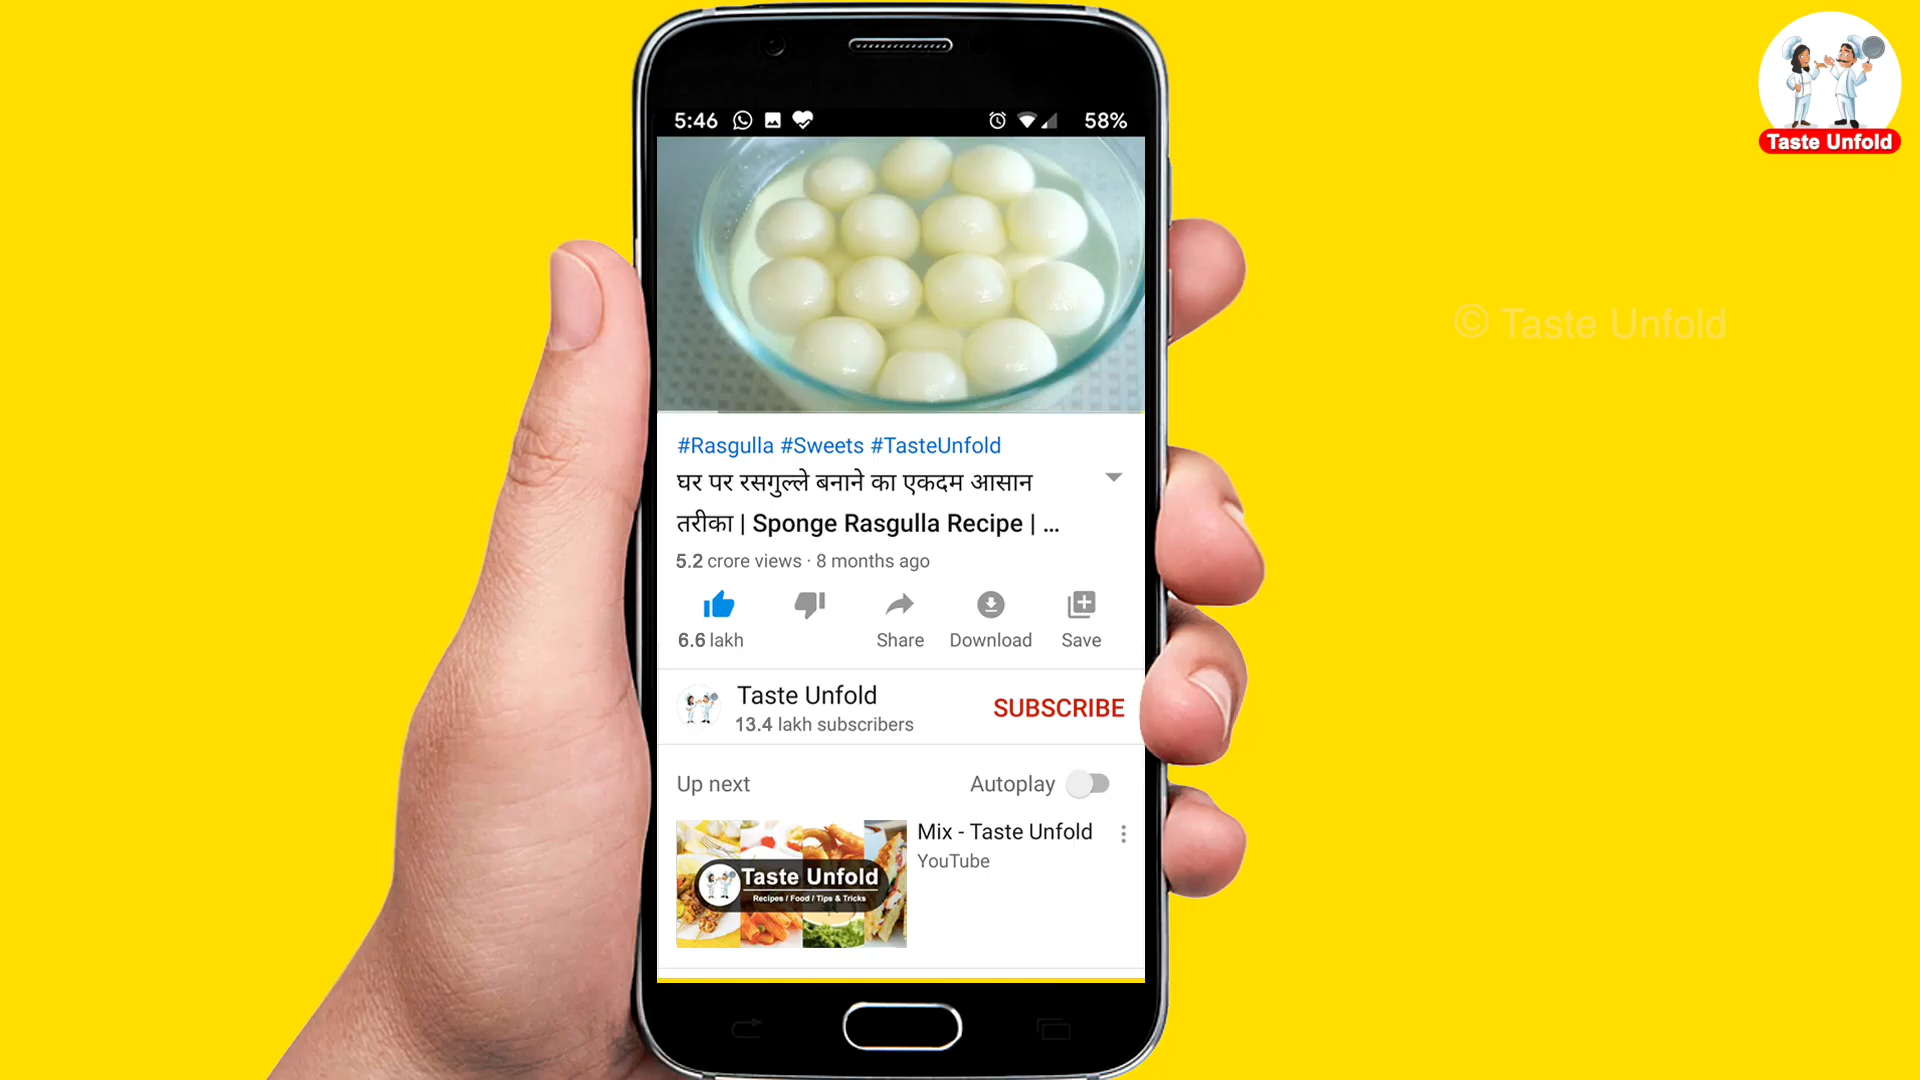 Taste Unfold
5:46 58%
© Taste Unfold
#Rasgulla #Sweets #TasteUnfold
घर पर रसगुल्ले बनाने का एकदम आसान
तरीका | Sponge Rasgulla Recipe | ...
5.2 crore views · 8 months ago
6.6 lakh Share Download Save
Taste Unfold
13.4 lakh subscribers
SUBSCRIBE
Up next Autoplay
Mix - Taste Unfold
YouTube
Taste Unfold
Recipes / Food / Tips & Tricks